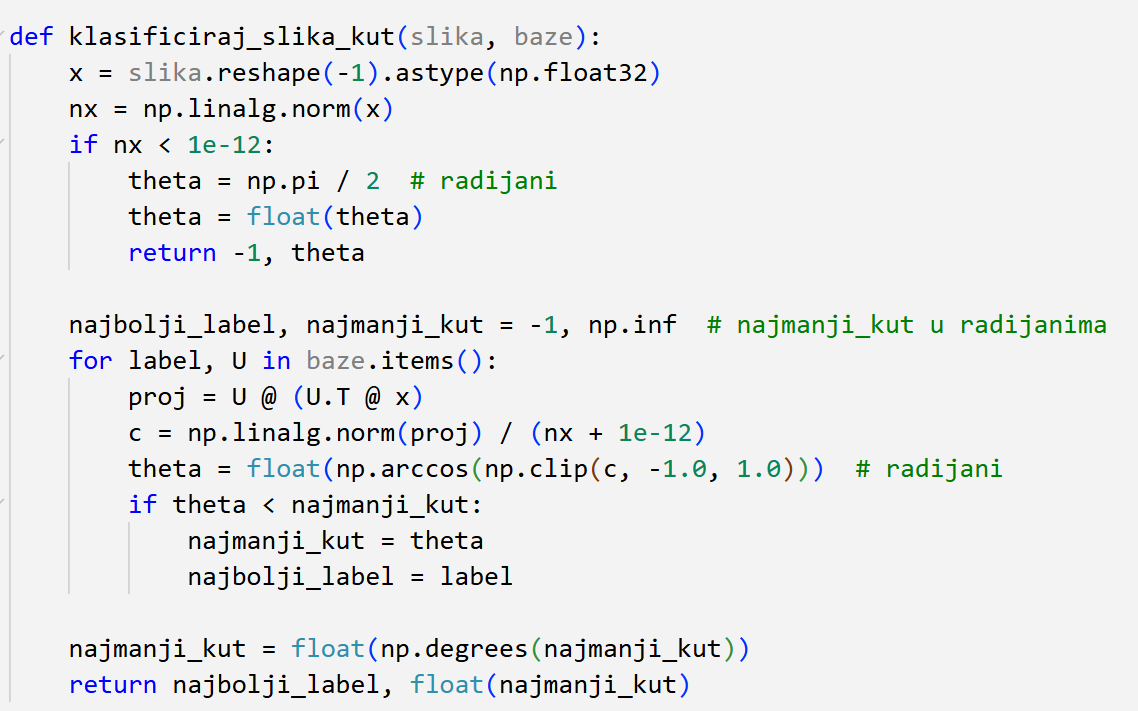 def klasificiraj_slika_kut(slika, baze):
    x = slika.reshape(-1).astype(np.float32)
    nx = np.linalg.norm(x)
    if nx < 1e-12:
        theta = np.pi / 2  # radijani
        theta = float(theta)
        return -1, theta

    najbolji_label, najmanji_kut = -1, np.inf  # najmanji_kut u radijanima
    for label, U in baze.items():
        proj = U @ (U.T @ x)
        c = np.linalg.norm(proj) / (nx + 1e-12)
        theta = float(np.arccos(np.clip(c, -1.0, 1.0)))  # radijani
        if theta < najmanji_kut:
            najmanji_kut = theta
            najbolji_label = label

    najmanji_kut = float(np.degrees(najmanji_kut))
    return najbolji_label, float(najmanji_kut)